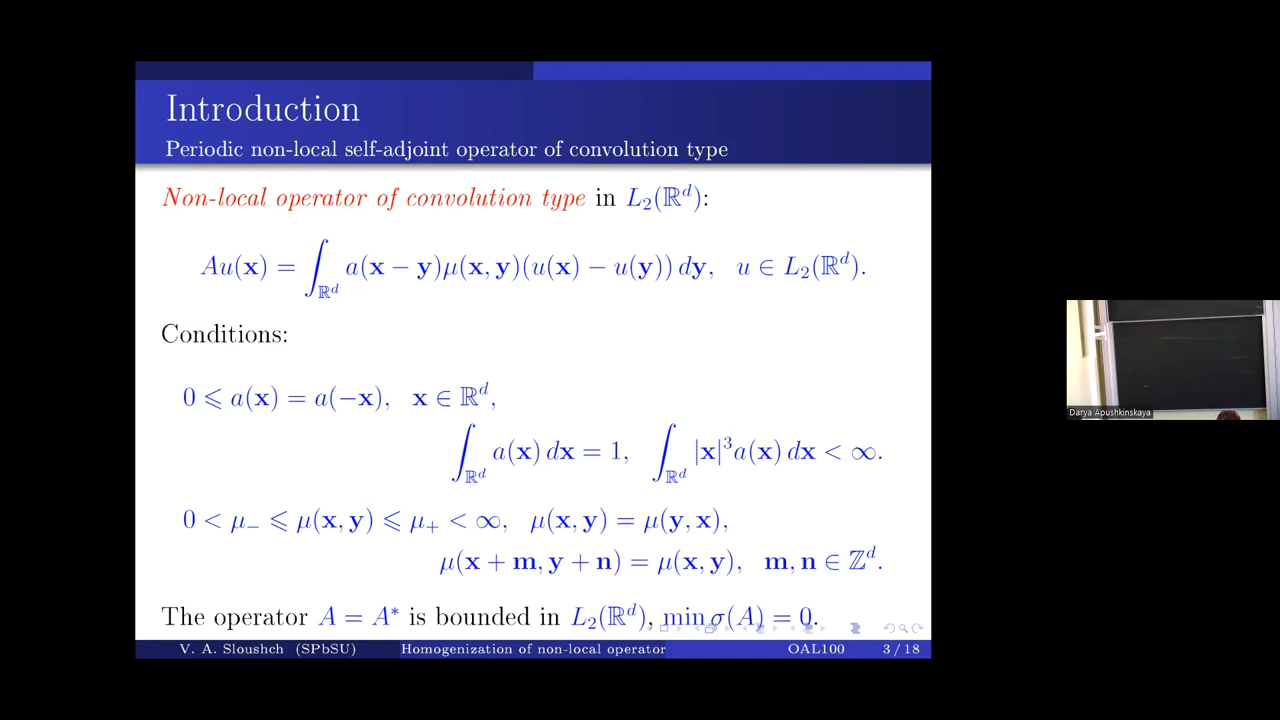 Introduction
Periodic non-local self-adjoint operator of convolution type
Non-local operator of convolution type in L₂(ℝᵈ):
Au(x) = ∫_{ℝᵈ} a(x − y)μ(x, y)(u(x) − u(y)) dy, u ∈ L₂(ℝᵈ).
Conditions:
0 ⩽ a(x) = a(−x), x ∈ ℝᵈ,
∫_{ℝᵈ} a(x) dx = 1, ∫_{ℝᵈ} |x|³a(x) dx < ∞.
0 < μ₋ ⩽ μ(x, y) ⩽ μ₊ < ∞, μ(x, y) = μ(y, x),
μ(x + m, y + n) = μ(x, y), m, n ∈ ℤᵈ.
The operator A = A* is bounded in L₂(ℝᵈ), min σ(A) = 0.
V. A. Sloushch (SPbSU) Homogenization of non-local operator OAL100 3 / 18
Darya Apushkinskaya